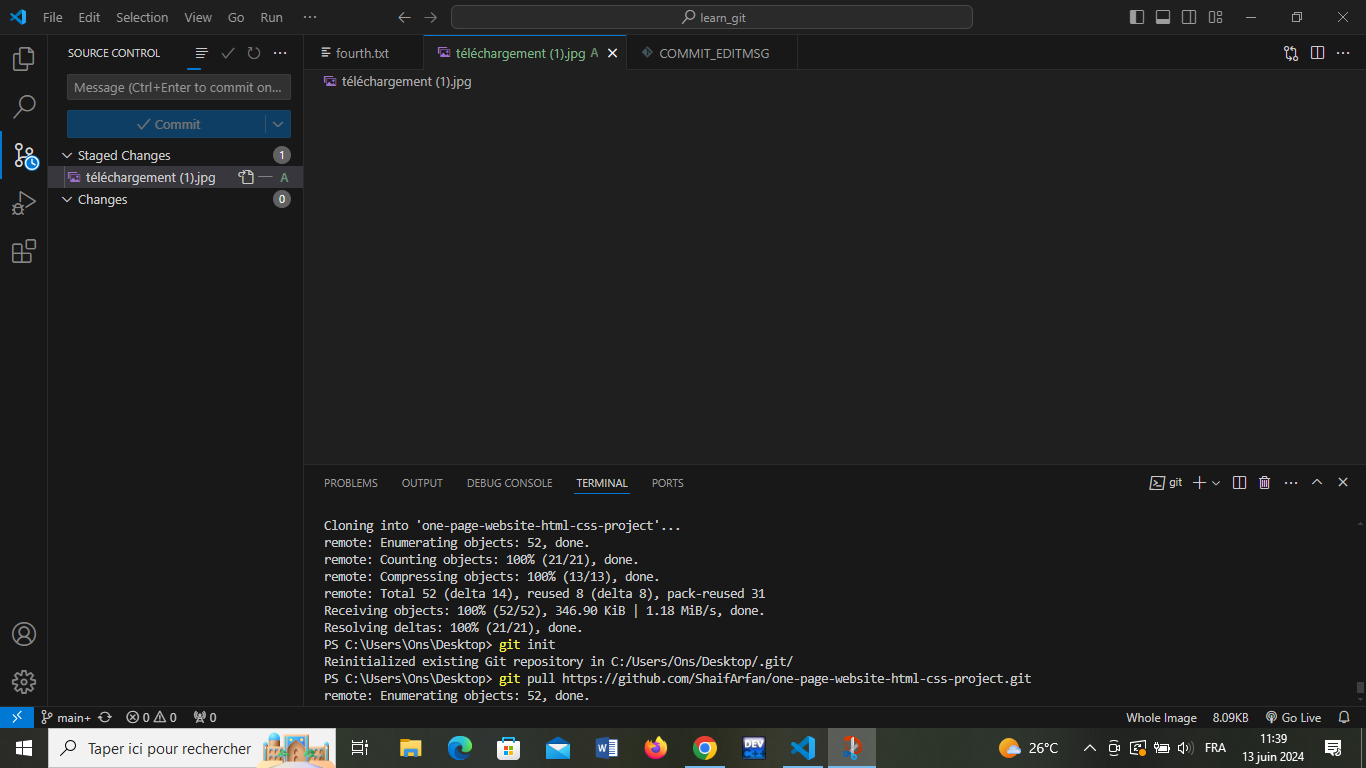 File Edit Selection View Go Run ··· learn_git
SOURCE CONTROL
fourth.txt téléchargement (1).jpg A COMMIT_EDITMSG
téléchargement (1).jpg
Message (Ctrl+Enter to commit on...
Commit
Staged Changes 1
téléchargement (1).jpg A
Changes 0
PROBLEMS OUTPUT DEBUG CONSOLE TERMINAL PORTS git
Cloning into 'one-page-website-html-css-project'...
remote: Enumerating objects: 52, done.
remote: Counting objects: 100% (21/21), done.
remote: Compressing objects: 100% (13/13), done.
remote: Total 52 (delta 14), reused 8 (delta 8), pack-reused 31
Receiving objects: 100% (52/52), 346.90 KiB | 1.18 MiB/s, done.
Resolving deltas: 100% (21/21), done.
PS C:\Users\Ons\Desktop> git init
Reinitialized existing Git repository in C:/Users/Ons/Desktop/.git/
PS C:\Users\Ons\Desktop> git pull https://github.com/ShaifArfan/one-page-website-html-css-project.git
remote: Enumerating objects: 52, done.
main+ 0 0 0 Whole Image 8.09KB Go Live
Taper ici pour rechercher DEV 26°C FRA 11:39
13 juin 2024